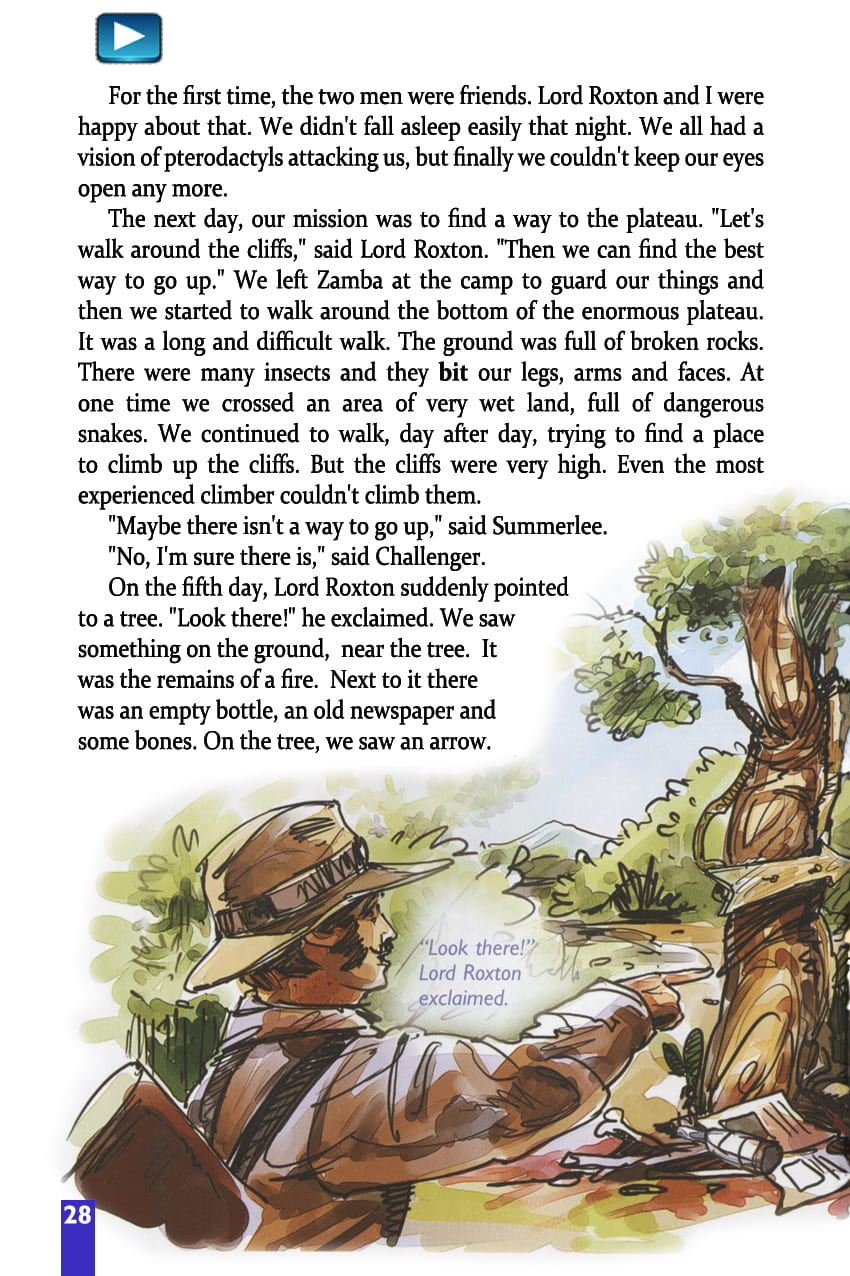 For the first time, the two men were friends. Lord Roxton and I were
happy about that. We didn't fall asleep easily that night. We all had a
vision of pterodactyls attacking us, but finally we couldn't keep our eyes
open any more.
The next day, our mission was to find a way to the plateau. "Let's
walk around the cliffs," said Lord Roxton. "Then we can find the best
way to go up." We left Zamba at the camp to guard our things and
then we started to walk around the bottom of the enormous plateau.
It was a long and difficult walk. The ground was full of broken rocks.
There were many insects and they bit our legs, arms and faces. At
one time we crossed an area of very wet land, full of dangerous
snakes. We continued to walk, day after day, trying to find a place
to climb up the cliffs. But the cliffs were very high. Even the most
experienced climber couldn't climb them.
"Maybe there isn't a way to go up," said Summerlee.
"No, I'm sure there is," said Challenger.
On the fifth day, Lord Roxton suddenly pointed
to a tree. "Look there!" he exclaimed. We saw
something on the ground, near the tree. It
was the remains of a fire. Next to it there
was an empty bottle, an old newspaper and
some bones. On the tree, we saw an arrow.
“Look there!”
Lord Roxton
exclaimed.
28